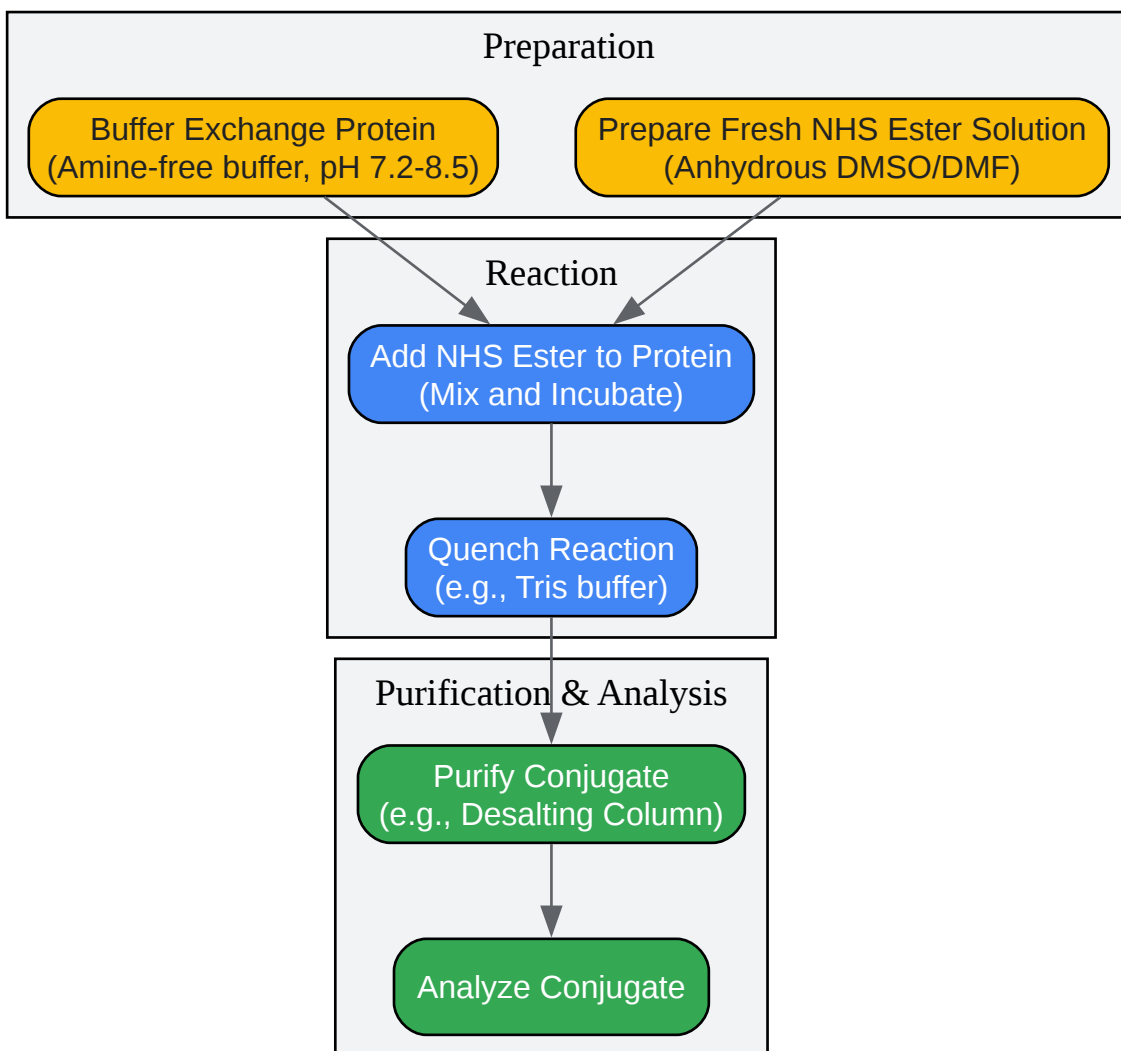 Preparation
Buffer Exchange Protein
(Amine-free buffer, pH 7.2-8.5)
Prepare Fresh NHS Ester Solution
(Anhydrous DMSO/DMF)
Reaction
Add NHS Ester to Protein
(Mix and Incubate)
Quench Reaction
(e.g., Tris buffer)
Purification & Analysis
Purify Conjugate
(e.g., Desalting Column)
Analyze Conjugate